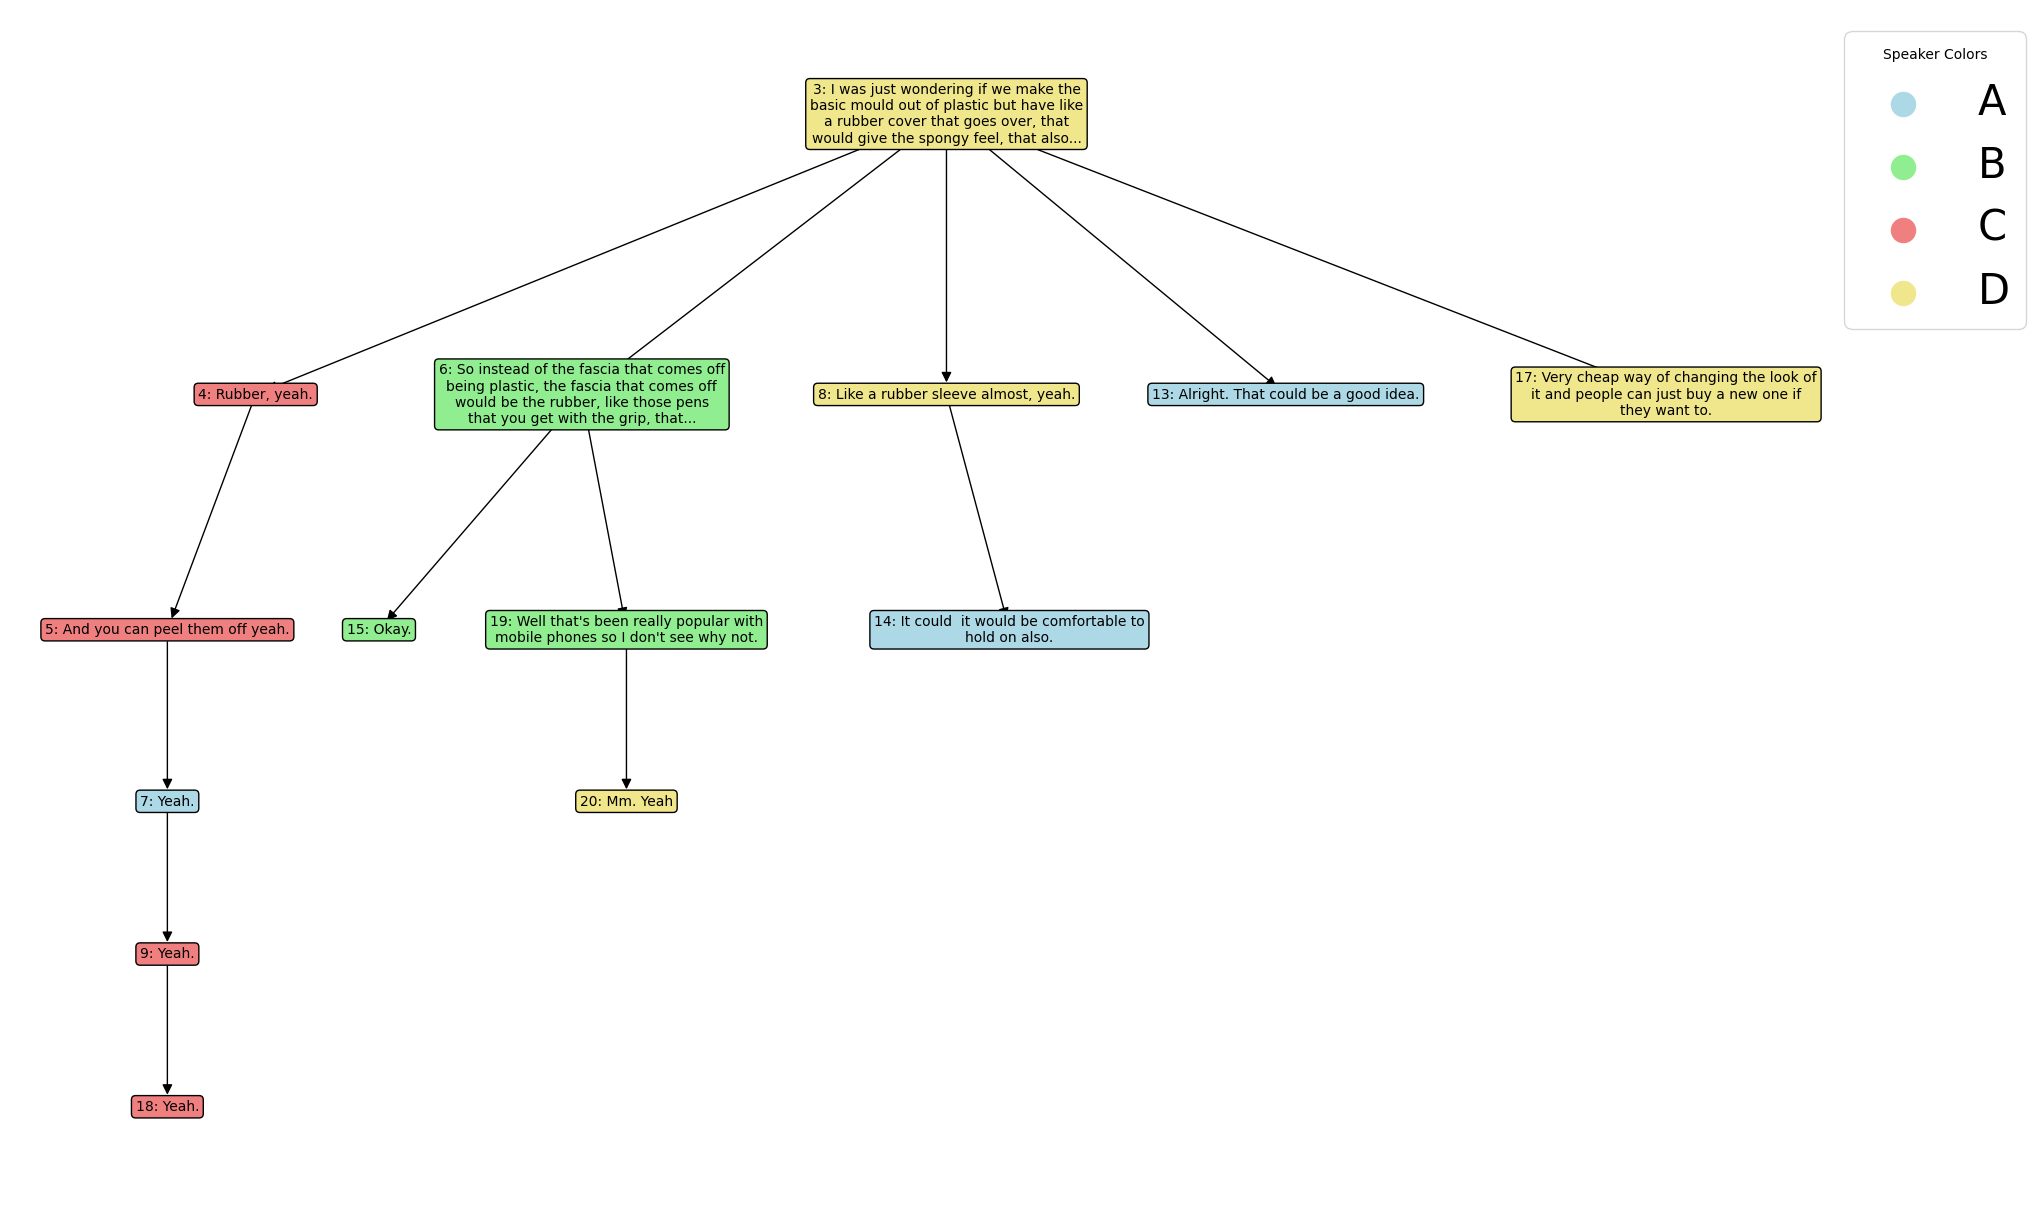 Speaker Colors
A
B
C
D
3: I was just wondering if we make the
basic mould out of plastic but have like
a rubber cover that goes over, that
would give the spongy feel, that also...
4: Rubber, yeah.
6: So instead of the fascia that comes off
being plastic, the fascia that comes off
would be the rubber, like those pens
that you get with the grip, that...
8: Like a rubber sleeve almost, yeah.
13: Alright. That could be a good idea.
17: Very cheap way of changing the look of
it and people can just buy a new one if
they want to.
5: And you can peel them off yeah.
15: Okay.
19: Well that's been really popular with
mobile phones so I don't see why not.
14: It could  it would be comfortable to
hold on also.
7: Yeah.
20: Mm. Yeah
9: Yeah.
18: Yeah.